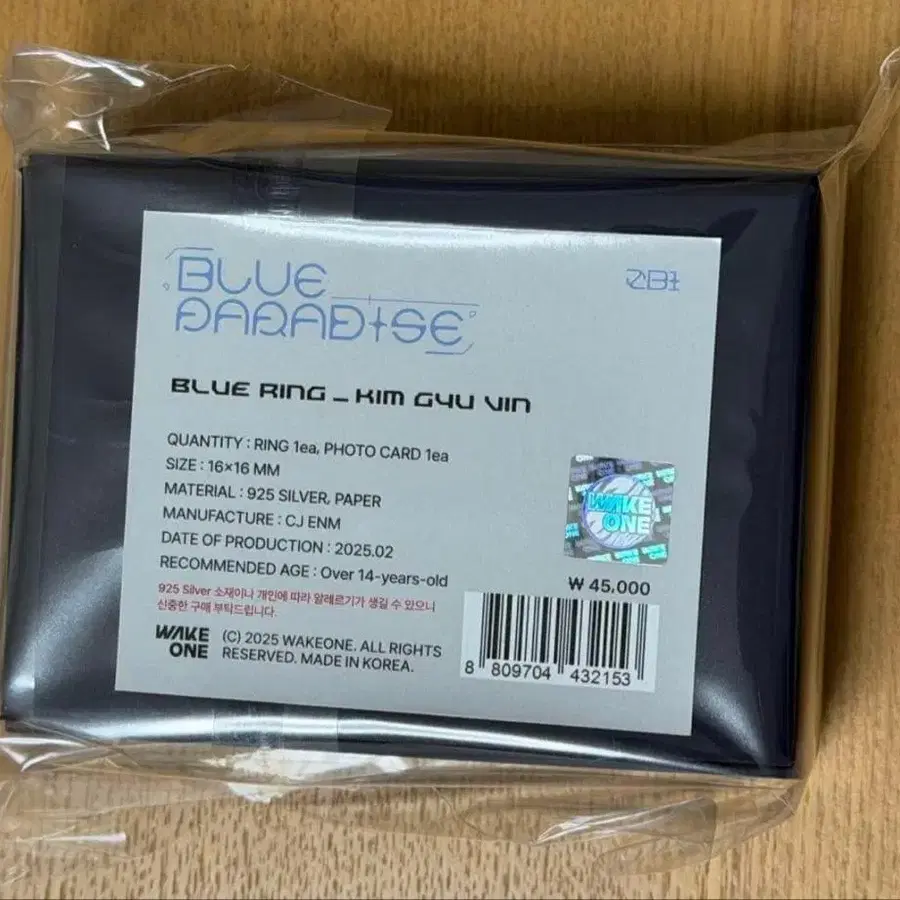 BLUE
PARADISE
ZB1
BLUE RING _ KIM GYU VIN
QUANTITY : RING 1ea, PHOTO CARD 1ea
SIZE : 16×16 MM
MATERIAL : 925 SILVER, PAPER
MANUFACTURE : CJ ENM
DATE OF PRODUCTION : 2025.02
RECOMMENDED AGE : Over 14-years-old
925 Silver 소재이나 개인에 따라 알레르기가 생길 수 있으니
신중한 구매 부탁드립니다.
WAKE
ONE
(C) 2025 WAKEONE. ALL RIGHTS
RESERVED. MADE IN KOREA.
WAKE
ONE
₩ 45,000
8 809704 432153